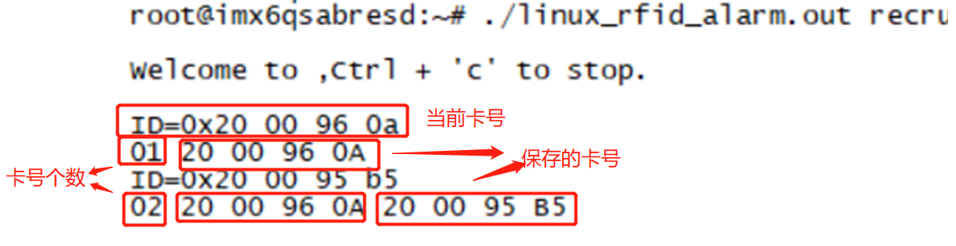 root@imx6qsabresd:~# ./linux_rfid_alarm.out recru
Welcome to ,Ctrl + 'c' to stop.
ID=0x20 00 96 0a 当前卡号
01 20 00 96 0A 保存的卡号
卡号个数 ID=0x20 00 95 b5
02 20 00 96 0A 20 00 95 B5